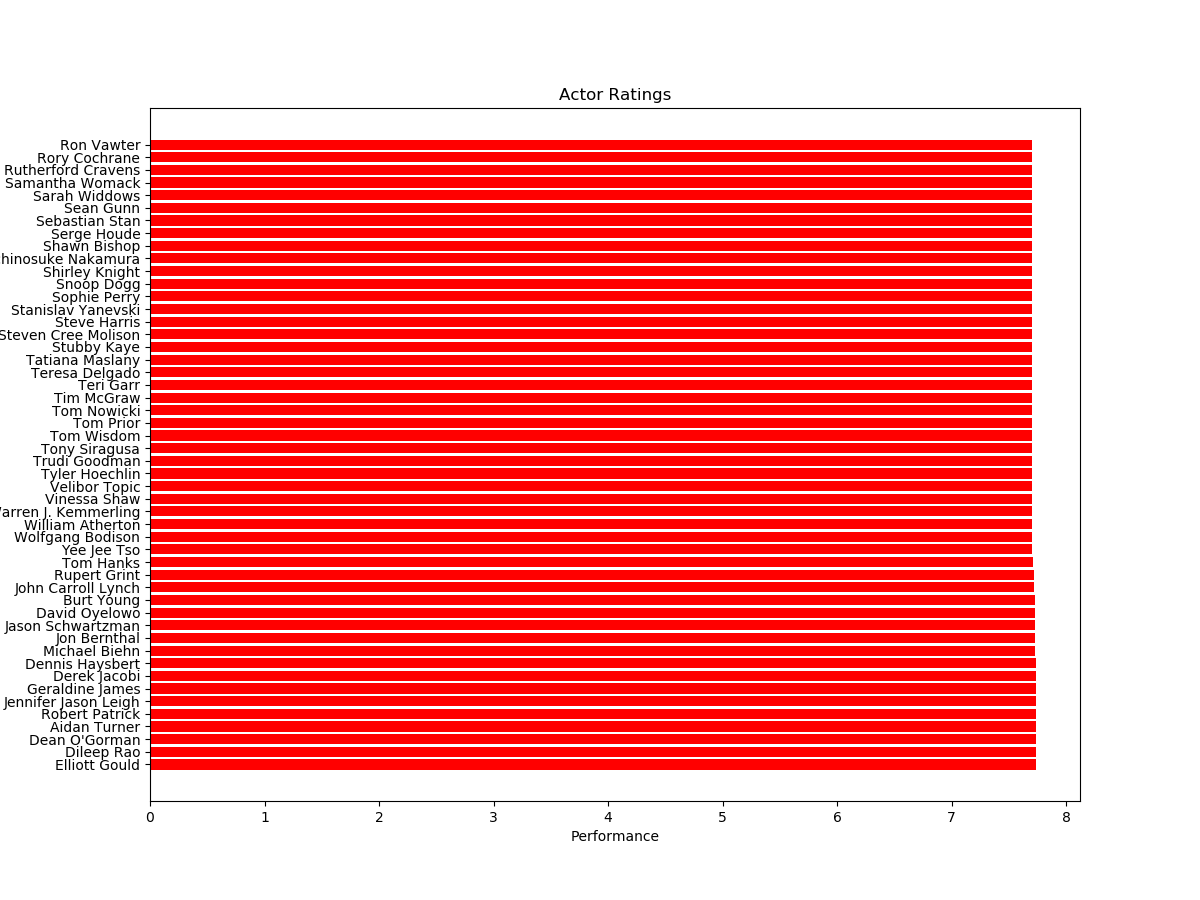 Actor Ratings
Ron Vawter
Rory Cochrane
Rutherford Cravens
Samantha Womack
Sarah Widdows
Sean Gunn
Sebastian Stan
Serge Houde
Shawn Bishop
hinosuke Nakamura
Shirley Knight
Snoop Dogg
Sophie Perry
Stanislav Yanevski
Steve Harris
Steven Cree Molison
Stubby Kaye
Tatiana Maslany
Teresa Delgado
Teri Garr
Tim McGraw
Tom Nowicki
Tom Prior
Tom Wisdom
Tony Siragusa
Trudi Goodman
Tyler Hoechlin
Velibor Topic
Vinessa Shaw
arren J. Kemmerling
William Atherton
Wolfgang Bodison
Yee Jee Tso
Tom Hanks
Rupert Grint
John Carroll Lynch
Burt Young
David Oyelowo
Jason Schwartzman
Jon Bernthal
Michael Biehn
Dennis Haysbert
Derek Jacobi
Geraldine James
Jennifer Jason Leigh
Robert Patrick
Aidan Turner
Dean O'Gorman
Dileep Rao
Elliott Gould
0 1 2 3 4 5 6 7 8
Performance